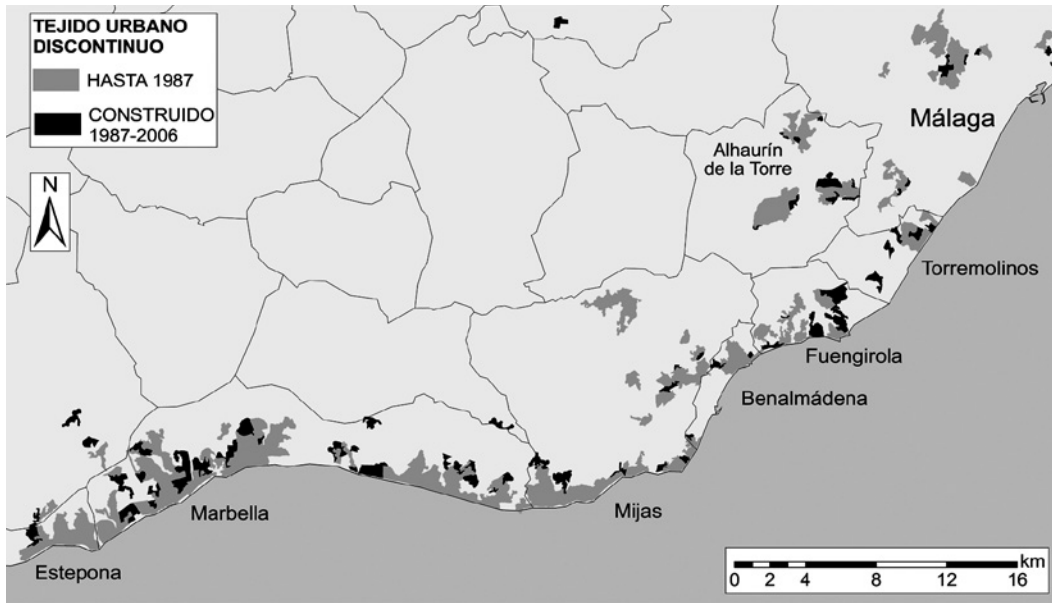 TEJIDO URBANO
DISCONTINUO
HASTA 1987
CONSTRUIDO
1987-2006
N
Málaga
Alhaurín
de la Torre
Torremolinos
Fuengirola
Benalmádena
Marbella
Mijas
Estepona
km
0 2 4 8 12 16